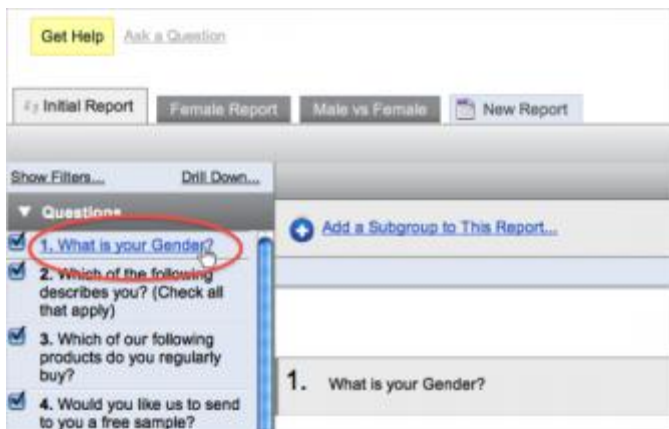 Get Help Ask a Question
Initial Report Female Report Male vs Female New Report
Show Filters... Drill Down...
Questions
1. What is your Gender?
2. Which of the following
describes you? (Check all
that apply)
3. Which of our following
products do you regularly
buy?
4. Would you like us to send
to you a free sample?
Add a Subgroup to This Report...
1. What is your Gender?